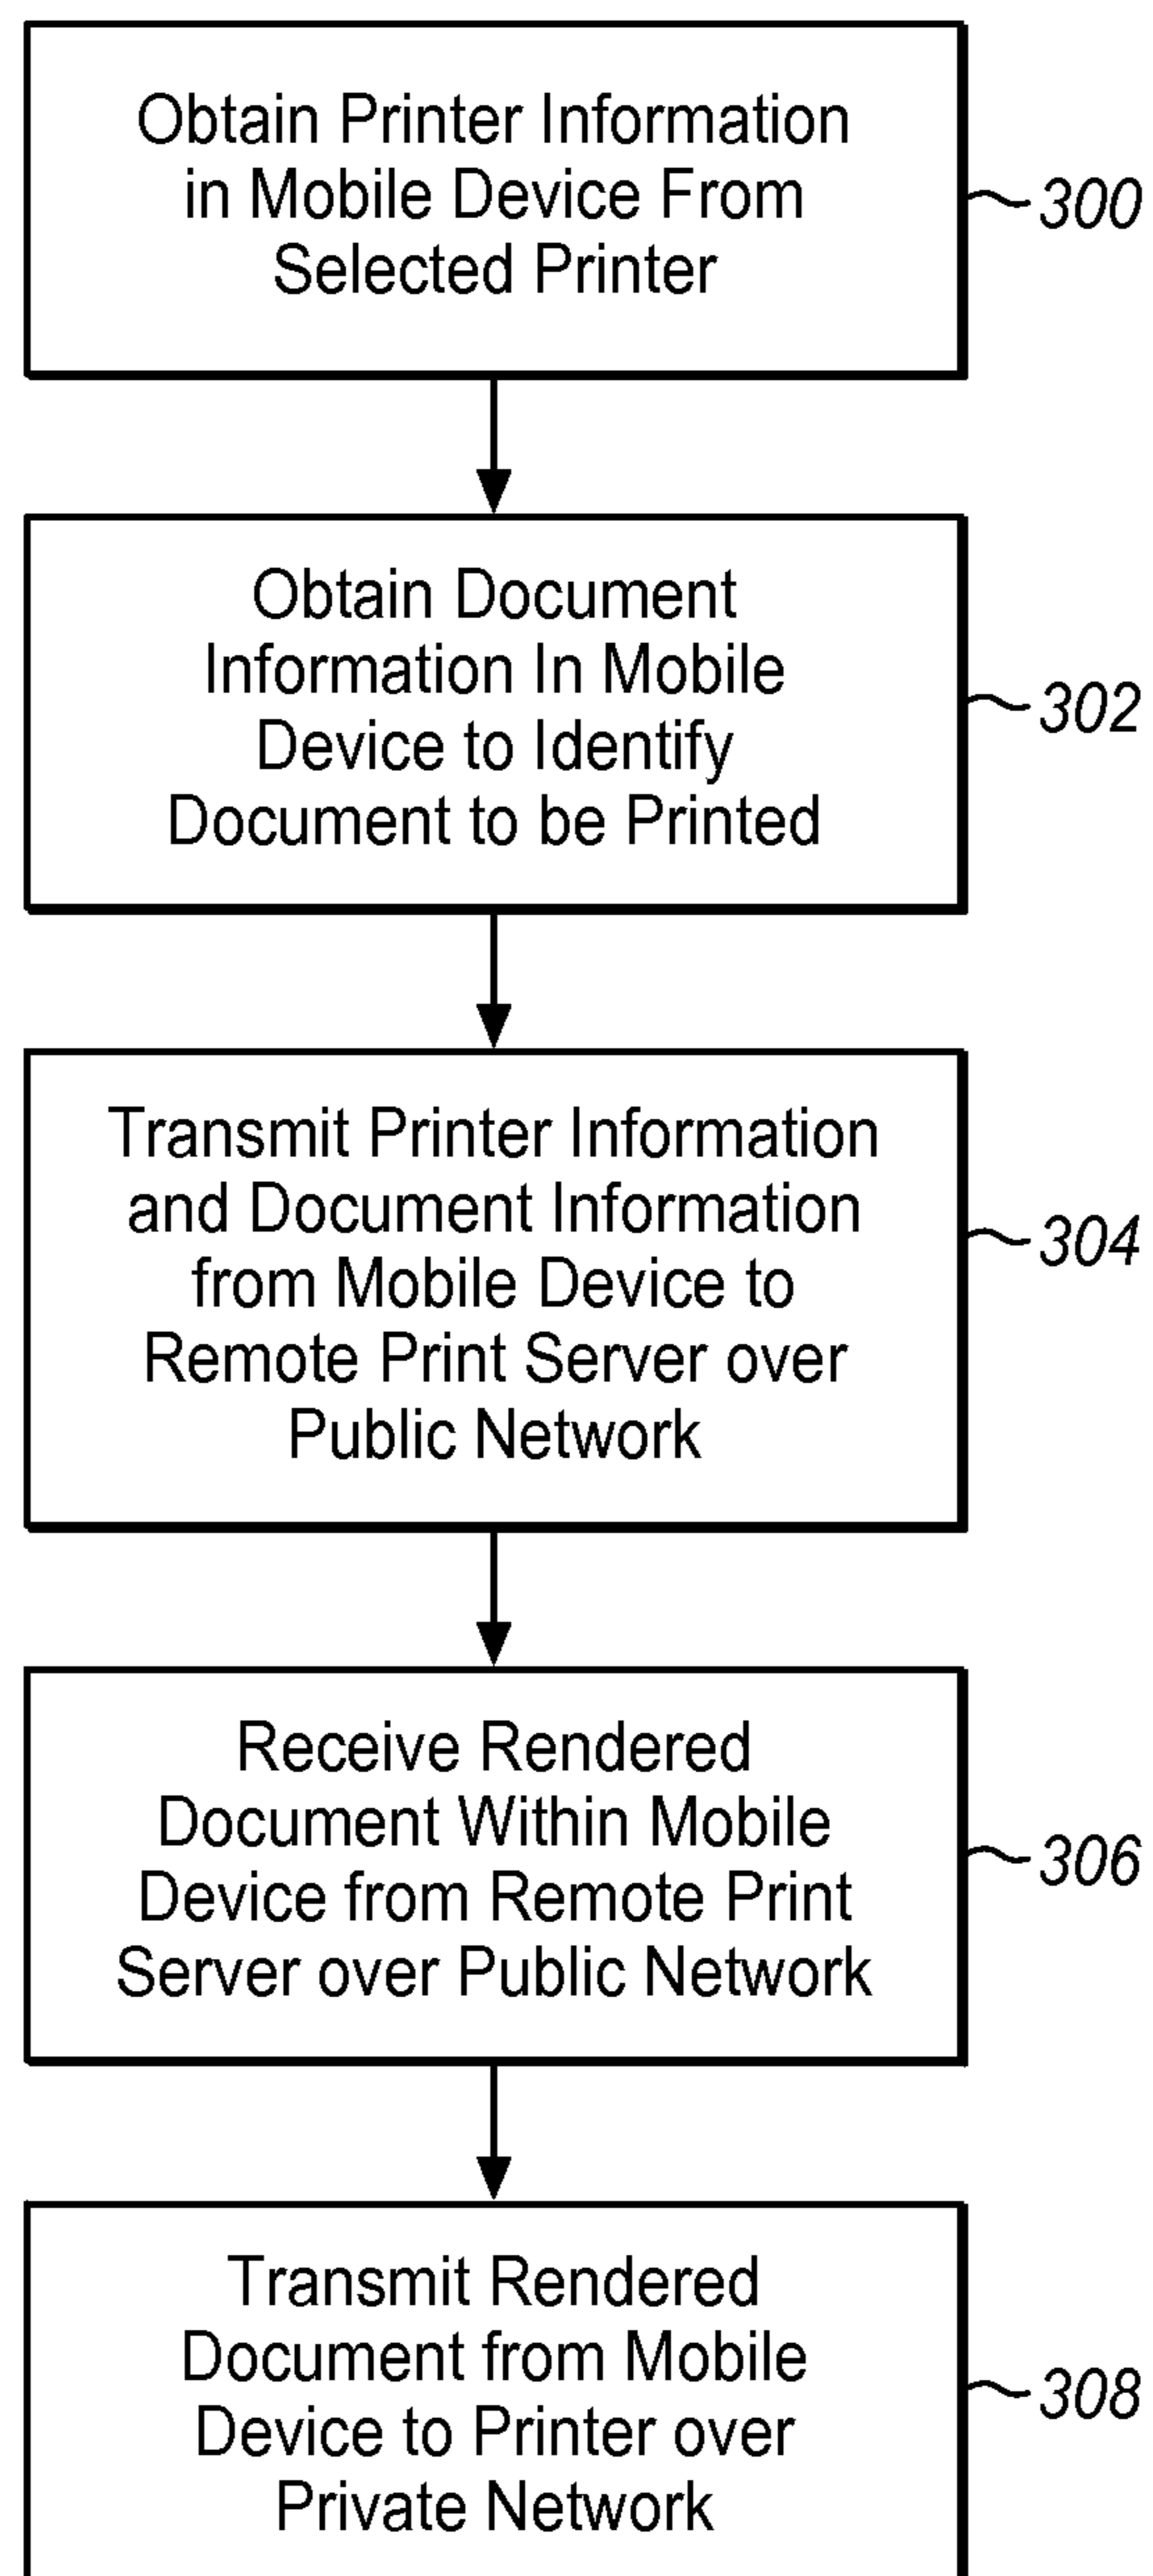 Obtain Printer Information
in Mobile Device From
Selected Printer
300
Obtain Document
Information In Mobile
Device to Identify
Document to be Printed
302
Transmit Printer Information
and Document Information
from Mobile Device to
Remote Print Server over
Public Network
304
Receive Rendered
Document Within Mobile
Device from Remote Print
Server over Public Network
306
Transmit Rendered
Document from Mobile
Device to Printer over
Private Network
308